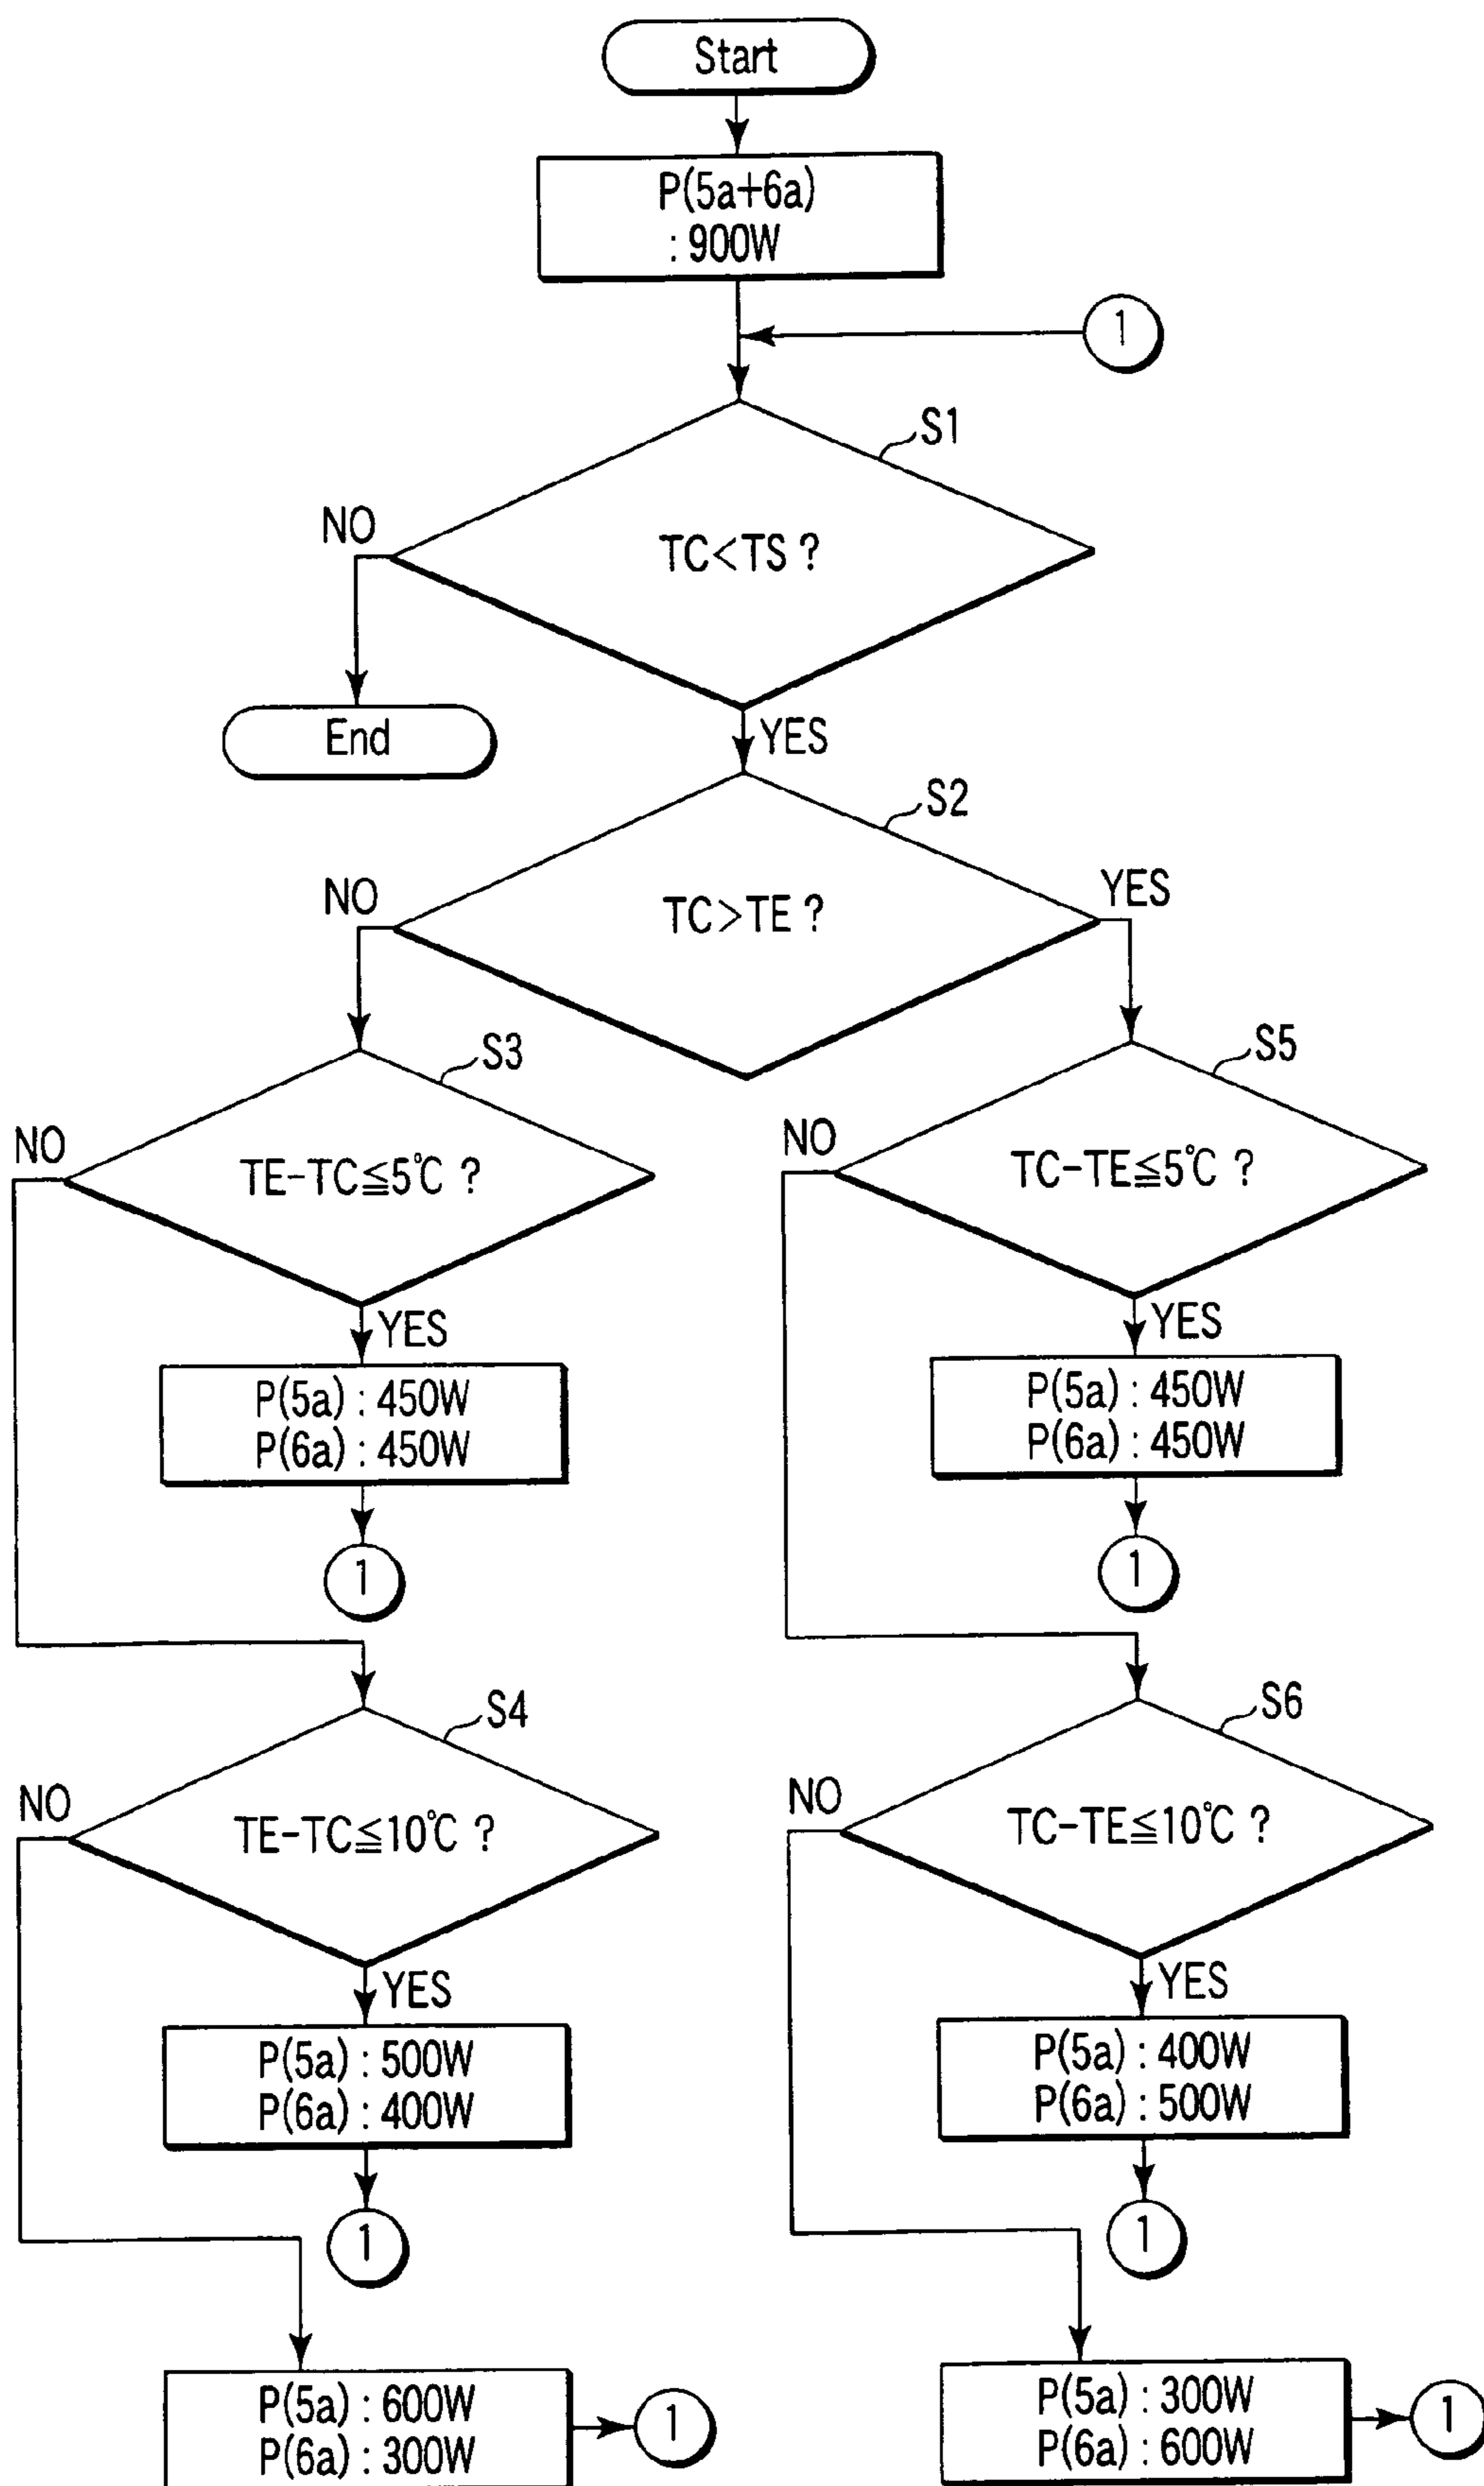 Start
P(5a+6a)
: 900W
1
S1
NO
TC<TS ?
End
YES
S2
NO
TC>TE ?
YES
S3
NO
TE-TC≦5℃ ?
YES
P(5a) : 450W
P(6a) : 450W
1
S4
NO
TE-TC≦10℃ ?
YES
P(5a) : 500W
P(6a) : 400W
1
P(5a) : 600W
P(6a) : 300W
1
S5
NO
TC-TE≦5℃ ?
YES
P(5a) : 450W
P(6a) : 450W
1
S6
NO
TC-TE≦10℃ ?
YES
P(5a) : 400W
P(6a) : 500W
1
P(5a) : 300W
P(6a) : 600W
1